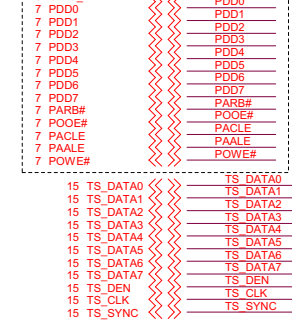 7 PDD0 PDD0
7 PDD1 PDD1
7 PDD2 PDD2
7 PDD3 PDD3
7 PDD4 PDD4
7 PDD5 PDD5
7 PDD6 PDD6
7 PDD7 PDD7
7 PARB# PARB#
7 POOE# POOE#
7 PACLE PACLE
7 PAALE PAALE
7 POWE# POWE#
15 TS_DATA0 TS_DATA0
15 TS_DATA1 TS_DATA1
15 TS_DATA2 TS_DATA2
15 TS_DATA3 TS_DATA3
15 TS_DATA4 TS_DATA4
15 TS_DATA5 TS_DATA5
15 TS_DATA6 TS_DATA6
15 TS_DATA7 TS_DATA7
15 TS_DEN TS_DEN
15 TS_CLK TS_CLK
15 TS_SYNC TS_SYNC